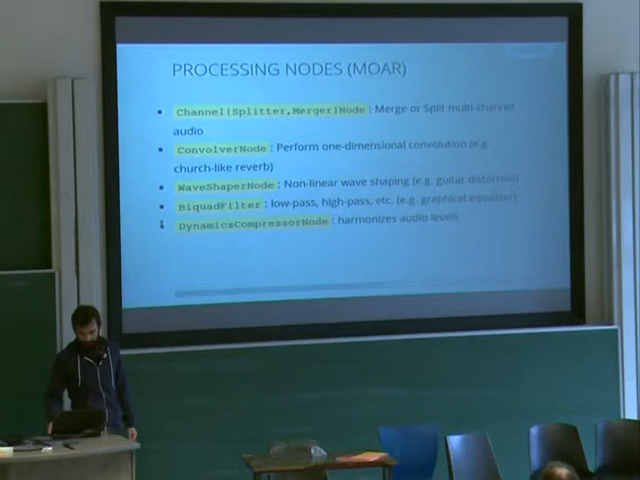 PROCESSING NODES (MOAR)
• Channel{Splitter,Merger}Node : Merge or Split multi-channel
audio
• ConvolverNode : Perform one-dimensional convolution (e.g.
church-like reverb)
• WaveShaperNode : Non-linear wave shaping (e.g. guitar distortion)
• BiquadFilter : low-pass, high-pass, etc. (e.g. graphical equaliser)
• DynamicsCompressorNode : harmonizes audio levels